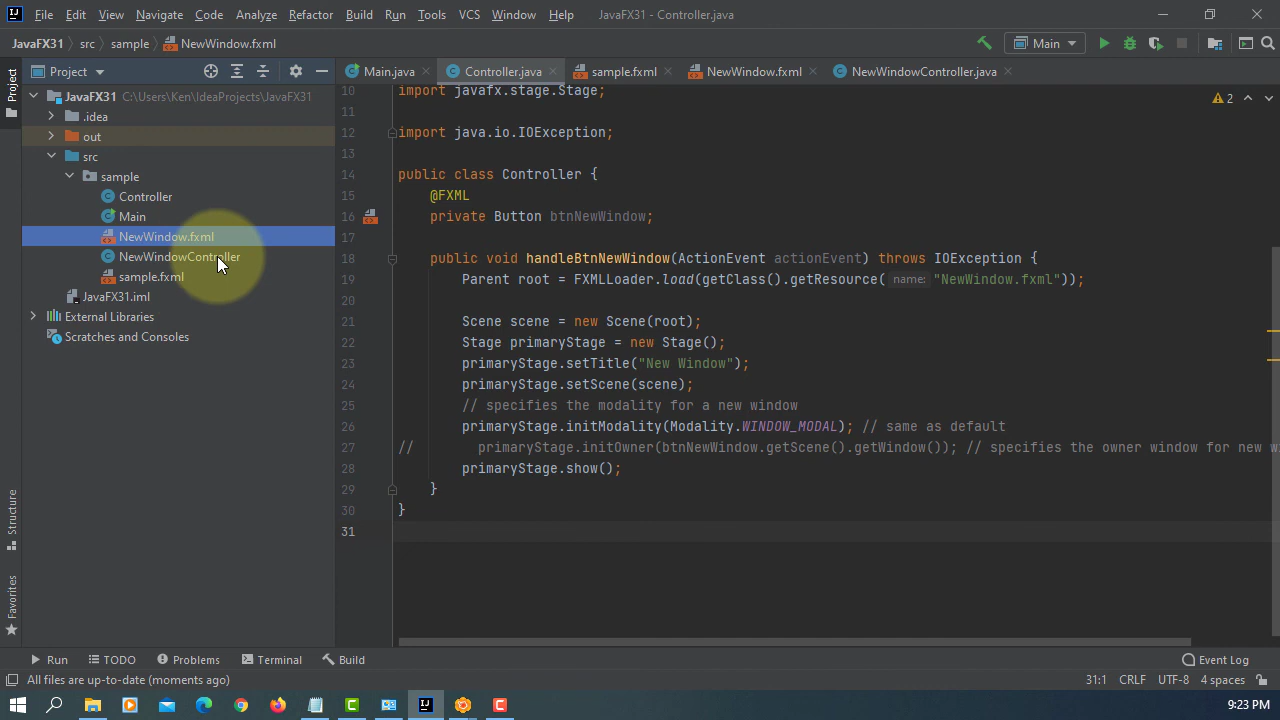 File Edit View Navigate Code Analyze Refactor Build Run Tools VCS Window Help JavaFX31 - Controller.java
JavaFX31 src sample NewWindow.fxml Main
Project Main.java Controller.java sample.fxml NewWindow.fxml NewWindowController.java
Project
JavaFX31 C:\Users\Ken\IdeaProjects\JavaFX31
.idea
out
src
sample
Controller
Main
NewWindow.fxml
NewWindowController
sample.fxml
JavaFX31.iml
External Libraries
Scratches and Consoles
Structure
Favorites
2
10 import javafx.stage.Stage;
11
12 import java.io.IOException;
13
14 public class Controller {
15 @FXML
16 private Button btnNewWindow;
17
18 public void handleBtnNewWindow(ActionEvent actionEvent) throws IOException {
19 Parent root = FXMLLoader.load(getClass().getResource( name: "NewWindow.fxml"));
20
21 Scene scene = new Scene(root);
22 Stage primaryStage = new Stage();
23 primaryStage.setTitle("New Window");
24 primaryStage.setScene(scene);
25 // specifies the modality for a new window
26 primaryStage.initModality(Modality.WINDOW_MODAL); // same as default
27 // primaryStage.initOwner(btnNewWindow.getScene().getWindow()); // specifies the owner window for new wi
28 primaryStage.show();
29 }
30 }
31
Run TODO Problems Terminal Build Event Log
All files are up-to-date (moments ago) 31:1 CRLF UTF-8 4 spaces
9:23 PM